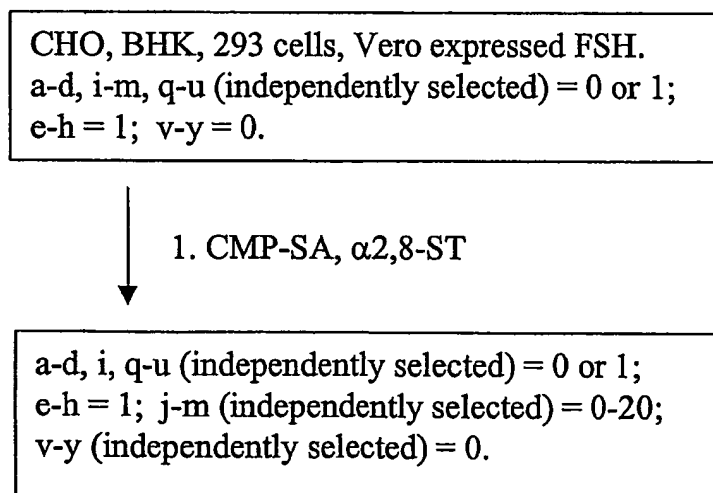 CHO, BHK, 293 cells, Vero expressed FSH.
a-d, i-m, q-u (independently selected) = 0 or 1;
e-h = 1; v-y = 0.
1. CMP-SA, α2,8-ST
a-d, i, q-u (independently selected) = 0 or 1;
e-h = 1; j-m (independently selected) = 0-20;
v-y (independently selected) = 0.